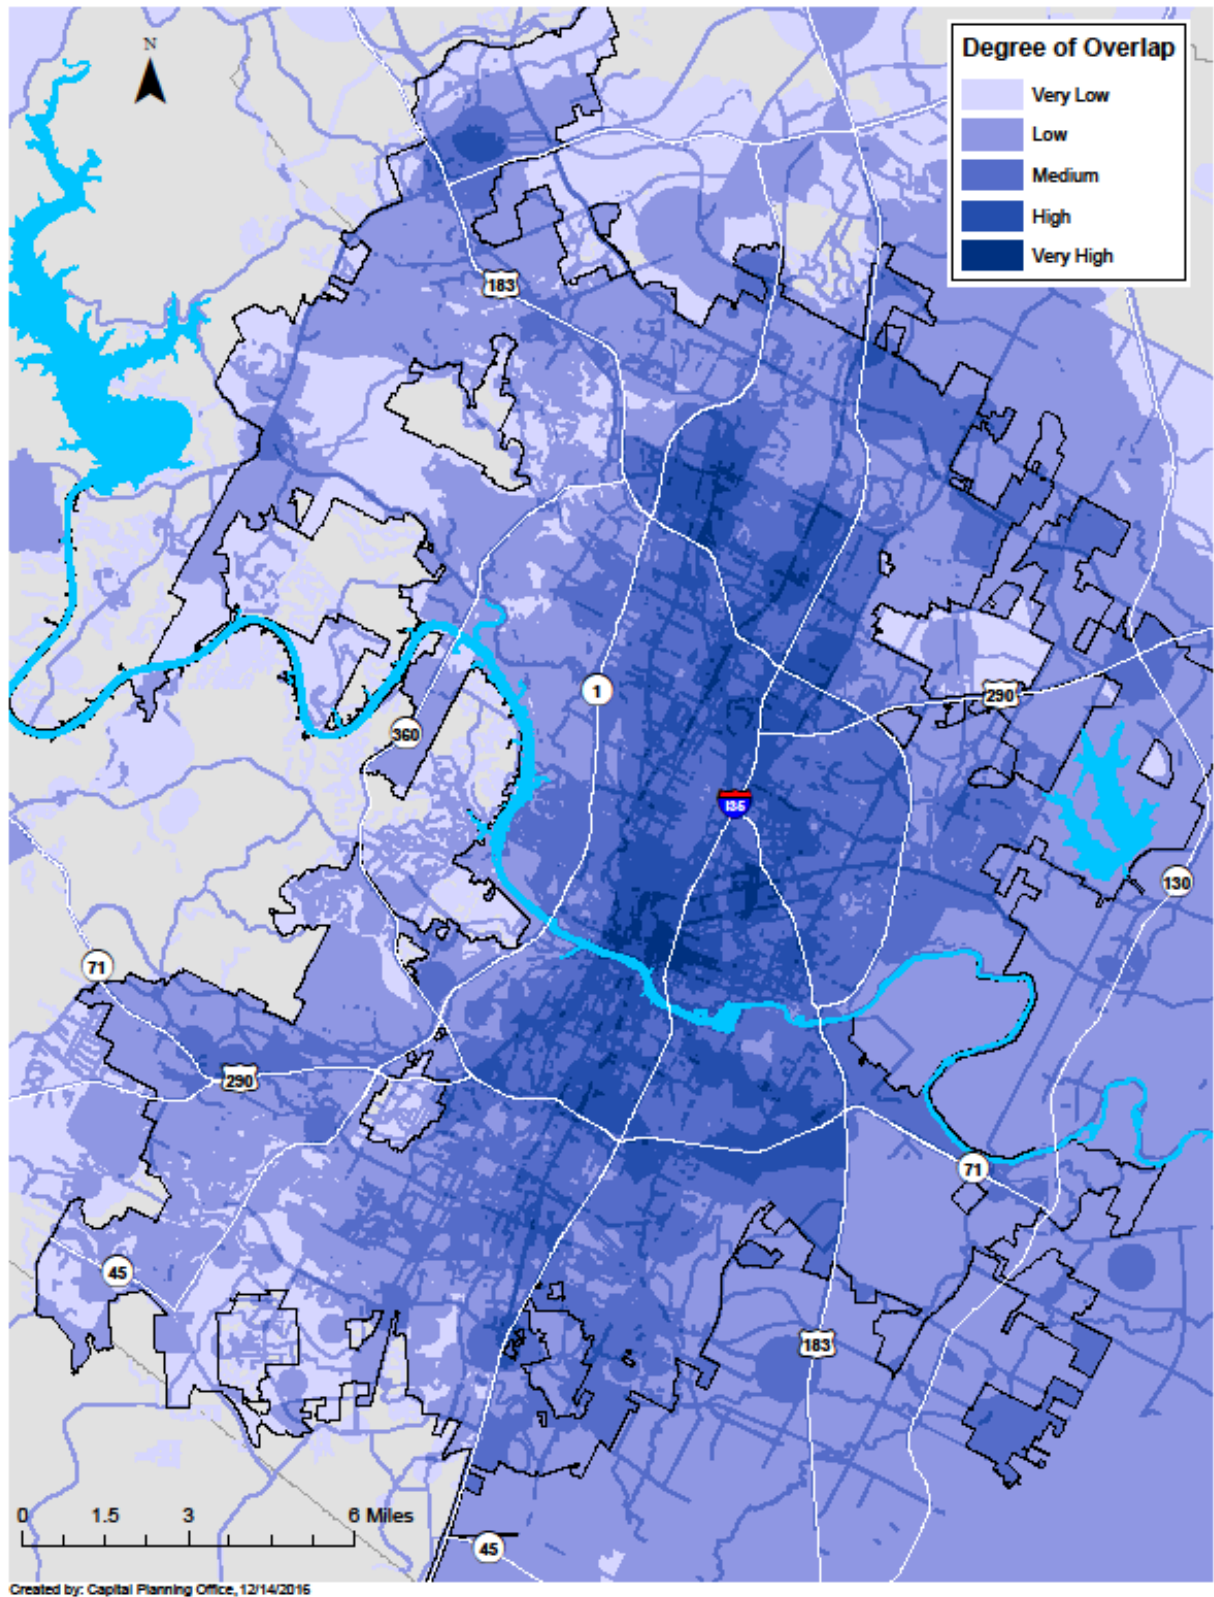 N
Degree of Overlap
Very Low
Low
Medium
High
Very High
183
1
360
290
I35
130
71
290
71
45
183
0 1.5 3 6 Miles
45
Created by: Capital Planning Office, 12/14/2016